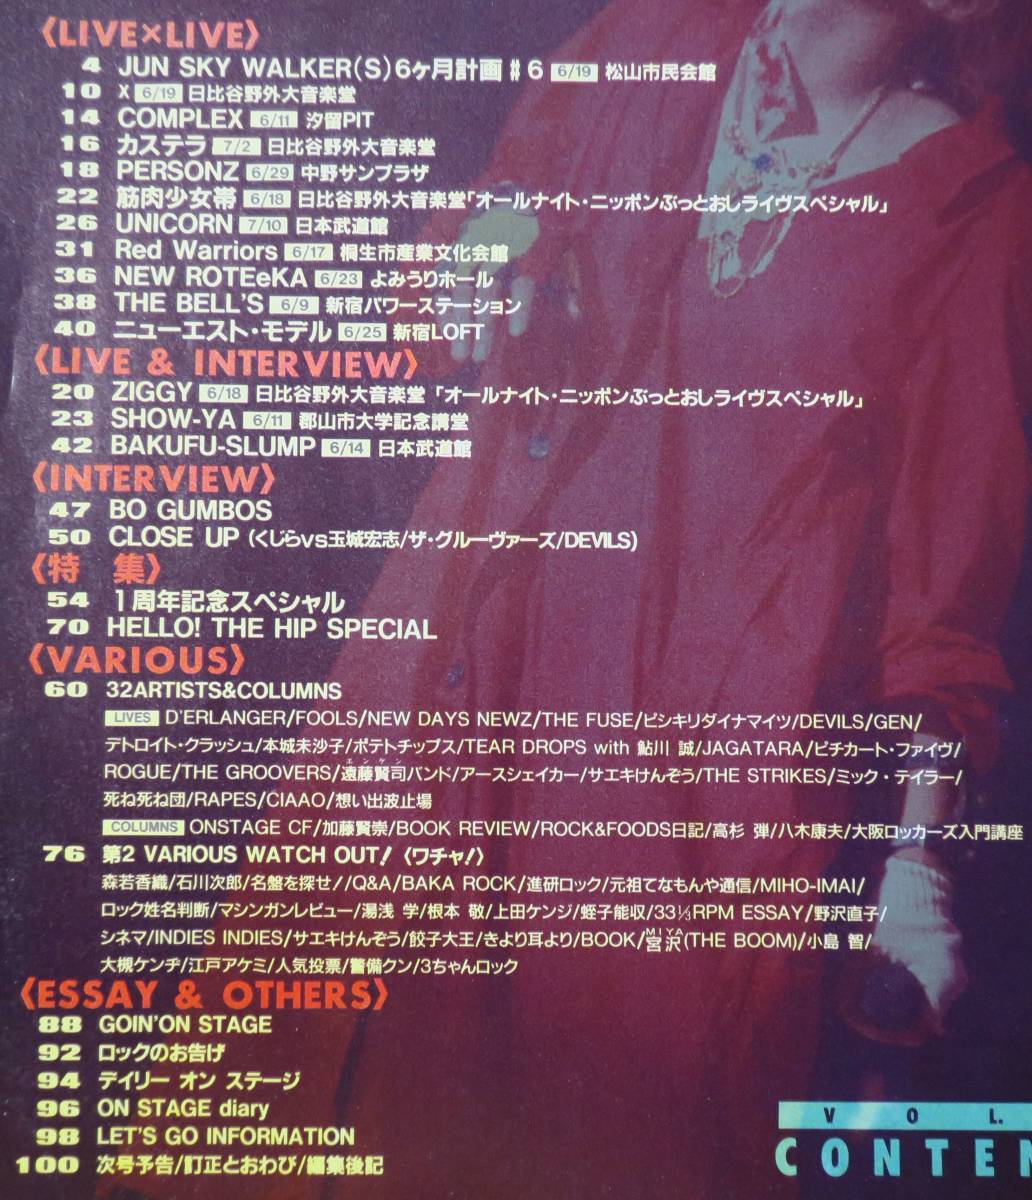 〈LIVE×LIVE〉
4 JUN SKY WALKER(S)6ヶ月計画♯6 6/19 松山市民会館
10 X 6/19 日比谷野外大音楽堂
14 COMPLEX 6/11 汐留PIT
16 カステラ 7/2 日比谷野外大音楽堂
18 PERSONZ 6/29 中野サンプラザ
22 筋肉少女帯 6/18 日比谷野外大音楽堂「オールナイト・ニッポンぶっとおしライヴスペシャル」
26 UNICORN 7/10 日本武道館
31 Red Warriors 6/17 桐生市産業文化会館
36 NEW ROTEeKA 6/23 よみうりホール
38 THE BELL'S 6/9 新宿パワーステーション
40 ニューエスト・モデル 6/25 新宿LOFT
〈LIVE & INTERVIEW〉
20 ZIGGY 6/18 日比谷野外大音楽堂「オールナイト・ニッポンぶっとおしライヴスペシャル」
23 SHOW-YA 6/11 郡山市大学記念講堂
42 BAKUFU-SLUMP 6/14 日本武道館
〈INTERVIEW〉
47 BO GUMBOS
50 CLOSE UP (くじらvs玉城宏志/ザ・グルーヴァーズ/DEVILS)
〈特 集〉
54 1周年記念スペシャル
70 HELLO! THE HIP SPECIAL
〈VARIOUS〉
60 32ARTISTS&COLUMNS
LIVES D'ERLANGER/FOOLS/NEW DAYS NEWZ/THE FUSE/ビシキリダイナマイツ/DEVILS/GEN/
デトロイト・クラッシュ/本城未沙子/ポテトチップス/TEAR DROPS with 鮎川 誠/JAGATARA/ピチカート・ファイヴ/
エンケン
ROGUE/THE GROOVERS/遠藤賢司バンド/アースシェイカー/サエキけんぞう/THE STRIKES/ミック・テイラー/
死ね死ね団/RAPES/CIAAO/想い出波止場
COLUMNS ONSTAGE CF/加藤賢崇/BOOK REVIEW/ROCK&FOODS日記/高杉 弾/八木康夫/大阪ロッカーズ入門講座
76 第2 VARIOUS WATCH OUT!〈ワチャ!〉
森若香織/石川次郎/名盤を探せ!/Q&A/BAKA ROCK/進研ロック/元祖てなもんや通信/MIHO-IMAI/
ロック姓名判断/マシンガンレビュー/湯浅 学/根本 敬/上田ケンジ/蛭子能収/33⅓RPM ESSAY/野沢直子/
MIYA
シネマ/INDIES INDIES/サエキけんぞう/餃子大王/きより耳より/BOOK/宮沢(THE BOOM)/小島 智/
大槻ケンヂ/江戸アケミ/人気投票/警備クン/3ちゃんロック
〈ESSAY & OTHERS〉
88 GOIN'ON STAGE
92 ロックのお告げ
94 デイリー オン ステージ
96 ON STAGE diary
98 LET'S GO INFORMATION
100 次号予告/訂正とおわび/編集後記
VOL.
CONTEN